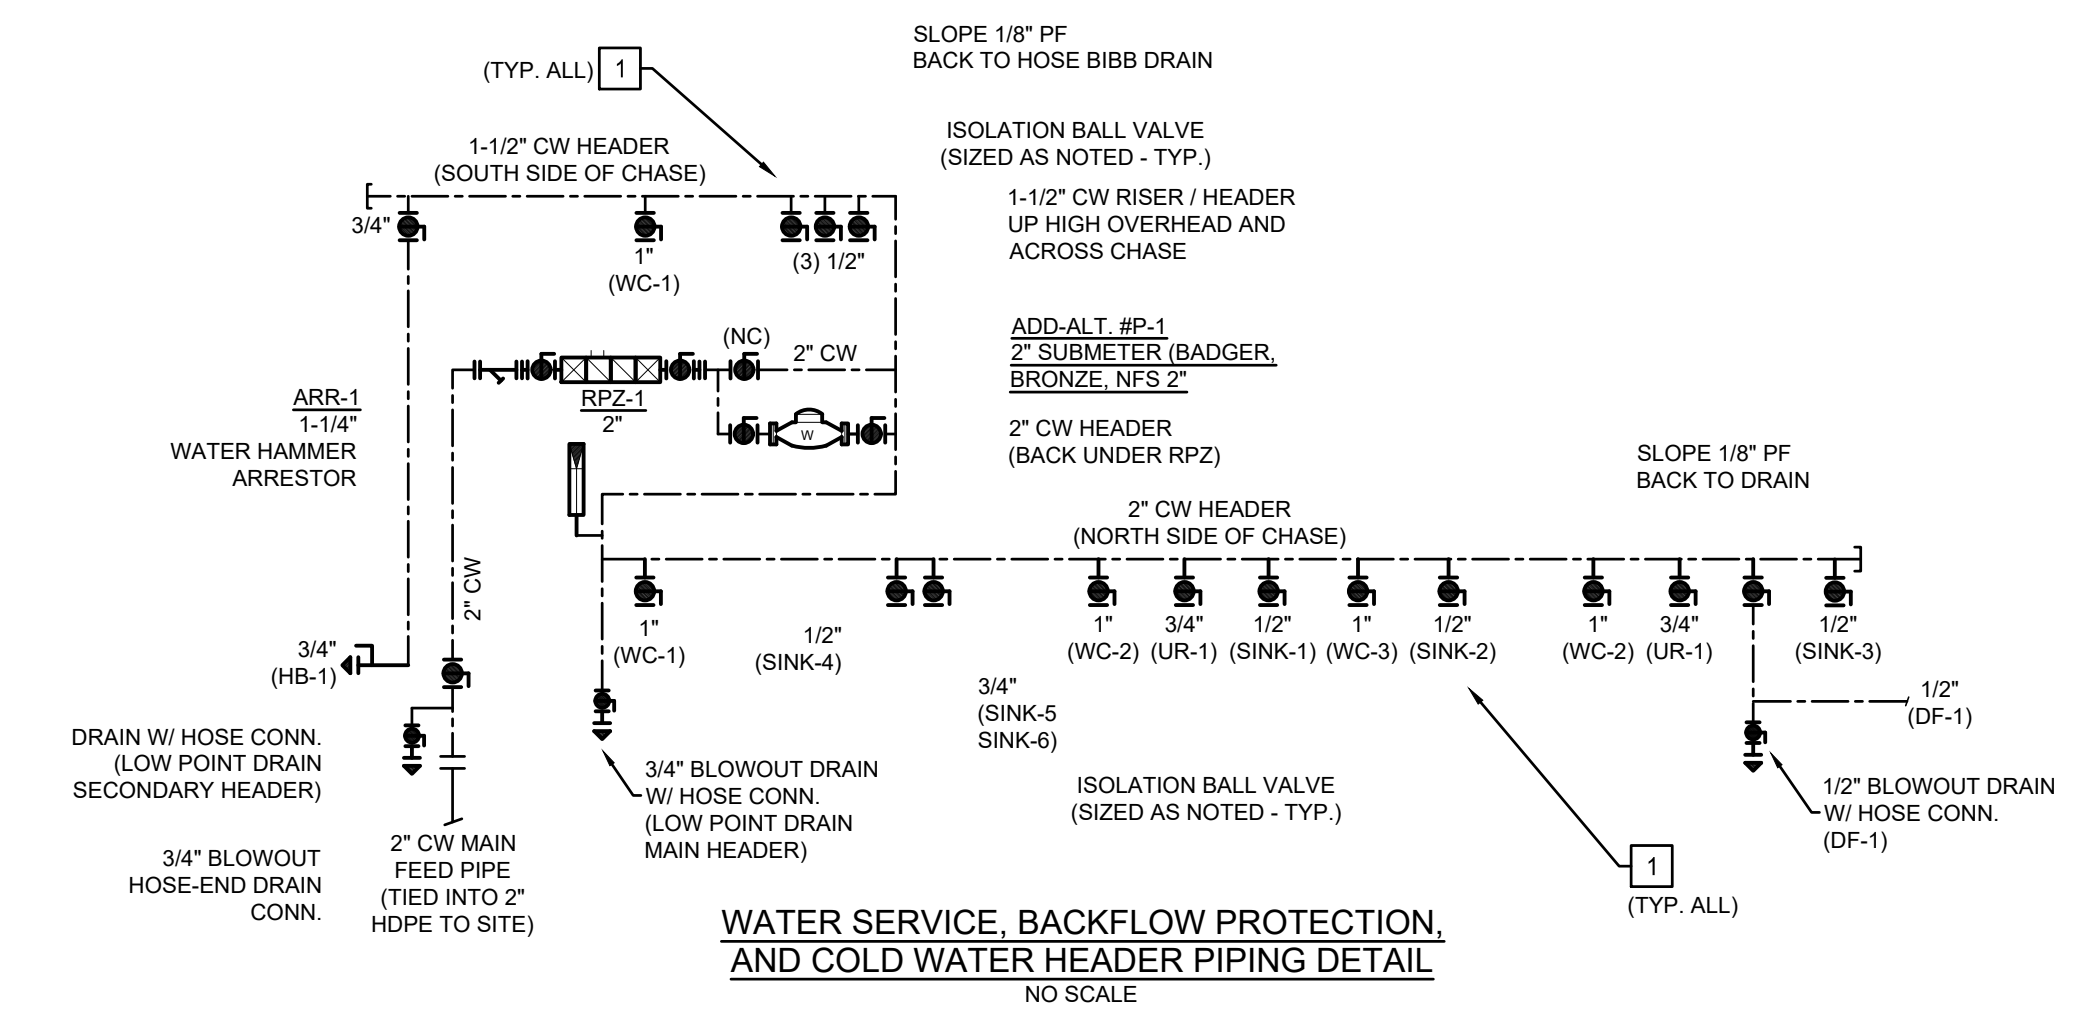 SLOPE 1/8" PF
BACK TO HOSE BIBB DRAIN
(TYP. ALL) 1
ISOLATION BALL VALVE
(SIZED AS NOTED - TYP.)
1-1/2" CW HEADER
(SOUTH SIDE OF CHASE)
1-1/2" CW RISER / HEADER
UP HIGH OVERHEAD AND
ACROSS CHASE
3/4"
1"
(WC-1)
(3) 1/2"
ADD-ALT. #P-1
2" SUBMETER (BADGER,
BRONZE, NFS 2"
(NC)
2" CW
RPZ-1
2"
W
ARR-1
1-1/4"
WATER HAMMER
ARRESTOR
2" CW HEADER
(BACK UNDER RPZ)
SLOPE 1/8" PF
BACK TO DRAIN
2" CW HEADER
(NORTH SIDE OF CHASE)
2" CW
1"
(WC-1)
1/2"
(SINK-4)
3/4"
(SINK-5
SINK-6)
1"
(WC-2)
3/4"
(UR-1)
1/2"
(SINK-1)
1"
(WC-3)
1/2"
(SINK-2)
1"
(WC-2)
3/4"
(UR-1)
1/2"
(SINK-3)
3/4"
(HB-1)
1/2"
(DF-1)
DRAIN W/ HOSE CONN.
(LOW POINT DRAIN
SECONDARY HEADER)
3/4" BLOWOUT
HOSE-END DRAIN
CONN.
2" CW MAIN
FEED PIPE
(TIED INTO 2"
HDPE TO SITE)
3/4" BLOWOUT DRAIN
W/ HOSE CONN.
(LOW POINT DRAIN
MAIN HEADER)
ISOLATION BALL VALVE
(SIZED AS NOTED - TYP.)
1/2" BLOWOUT DRAIN
W/ HOSE CONN.
(DF-1)
1
(TYP. ALL)
WATER SERVICE, BACKFLOW PROTECTION,
AND COLD WATER HEADER PIPING DETAIL
NO SCALE